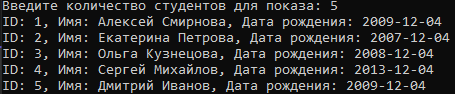 Введите количество студентов для показа: 5
ID: 1, Имя: Алексей Смирнова, Дата рождения: 2009-12-04
ID: 2, Имя: Екатерина Петрова, Дата рождения: 2007-12-04
ID: 3, Имя: Ольга Кузнецова, Дата рождения: 2008-12-04
ID: 4, Имя: Сергей Михайлов, Дата рождения: 2013-12-04
ID: 5, Имя: Дмитрий Иванов, Дата рождения: 2009-12-04